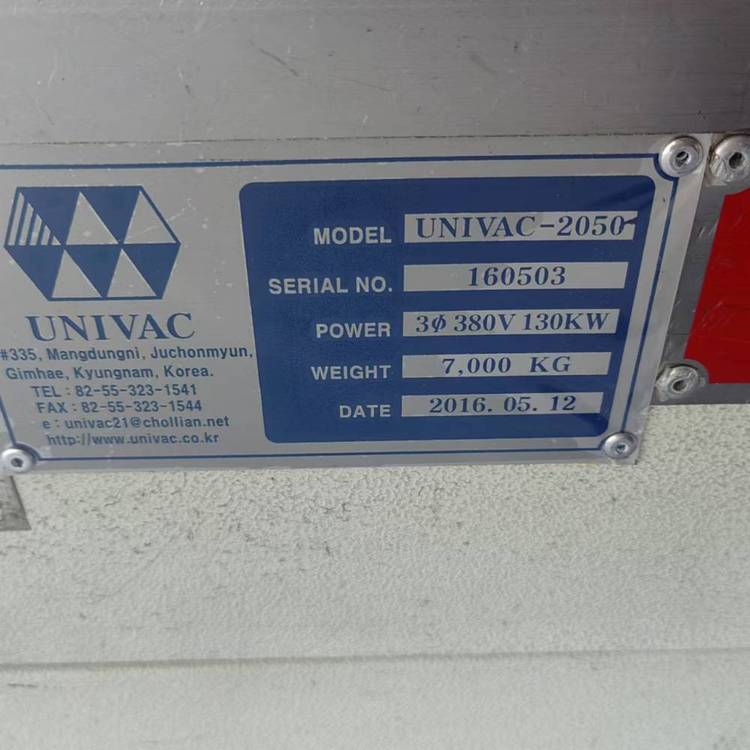 UNIVAC
#335, Mangdungni, Juchonmyun,
Gimhae, Kyungnam, Korea.
TEL : 82-55-323-1541
FAX : 82-55-323-1544
e : univac21@chollian.net
http://www.univac.co.kr
MODEL UNIVAC-2050
SERIAL NO. 160503
POWER 3ϕ 380V 130KW
WEIGHT 7,000 KG
DATE 2016. 05. 12